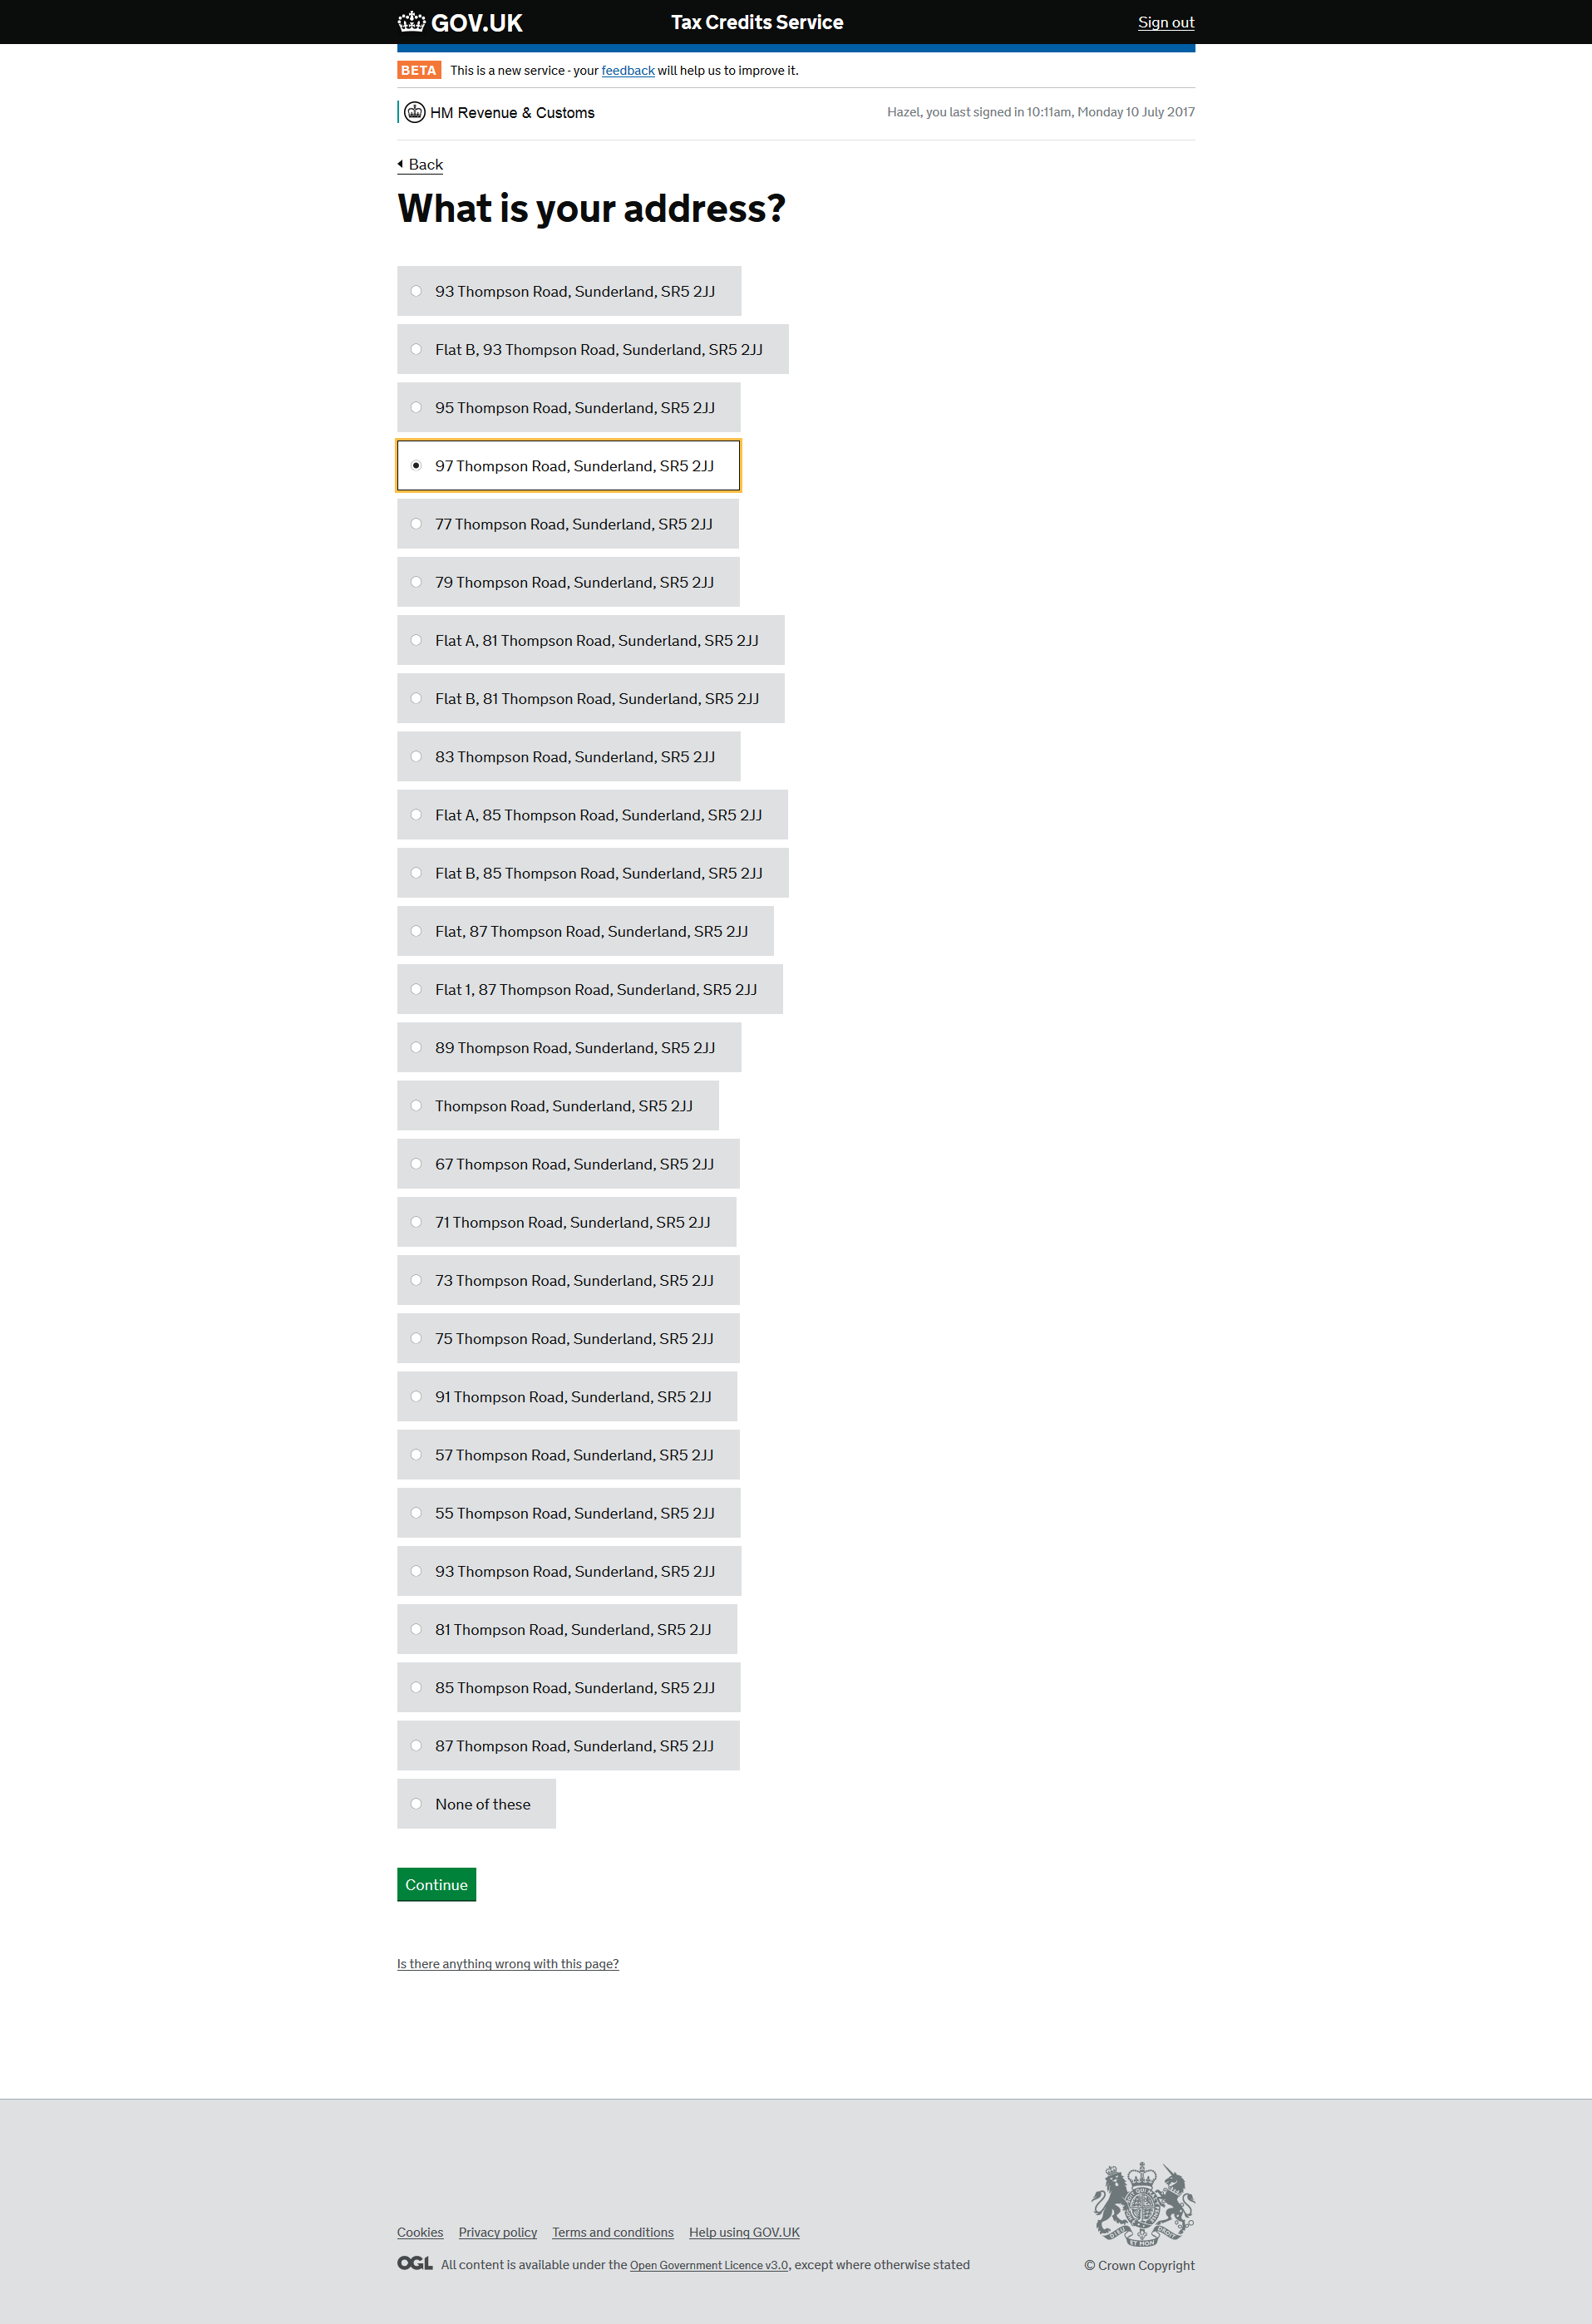 GOV.UK
Tax Credits Service
Sign out
BETA This is a new service - your feedback will help us to improve it.
HM Revenue & Customs
Hazel, you last signed in 10:11am, Monday 10 July 2017
Back
What is your address?
93 Thompson Road, Sunderland, SR5 2JJ
Flat B, 93 Thompson Road, Sunderland, SR5 2JJ
95 Thompson Road, Sunderland, SR5 2JJ
97 Thompson Road, Sunderland, SR5 2JJ
77 Thompson Road, Sunderland, SR5 2JJ
79 Thompson Road, Sunderland, SR5 2JJ
Flat A, 81 Thompson Road, Sunderland, SR5 2JJ
Flat B, 81 Thompson Road, Sunderland, SR5 2JJ
83 Thompson Road, Sunderland, SR5 2JJ
Flat A, 85 Thompson Road, Sunderland, SR5 2JJ
Flat B, 85 Thompson Road, Sunderland, SR5 2JJ
Flat, 87 Thompson Road, Sunderland, SR5 2JJ
Flat 1, 87 Thompson Road, Sunderland, SR5 2JJ
89 Thompson Road, Sunderland, SR5 2JJ
Thompson Road, Sunderland, SR5 2JJ
67 Thompson Road, Sunderland, SR5 2JJ
71 Thompson Road, Sunderland, SR5 2JJ
73 Thompson Road, Sunderland, SR5 2JJ
75 Thompson Road, Sunderland, SR5 2JJ
91 Thompson Road, Sunderland, SR5 2JJ
57 Thompson Road, Sunderland, SR5 2JJ
55 Thompson Road, Sunderland, SR5 2JJ
93 Thompson Road, Sunderland, SR5 2JJ
81 Thompson Road, Sunderland, SR5 2JJ
85 Thompson Road, Sunderland, SR5 2JJ
87 Thompson Road, Sunderland, SR5 2JJ
None of these
Continue
Is there anything wrong with this page?
Cookies Privacy policy Terms and conditions Help using GOV.UK
OGL All content is available under the Open Government Licence v3.0, except where otherwise stated
© Crown Copyright